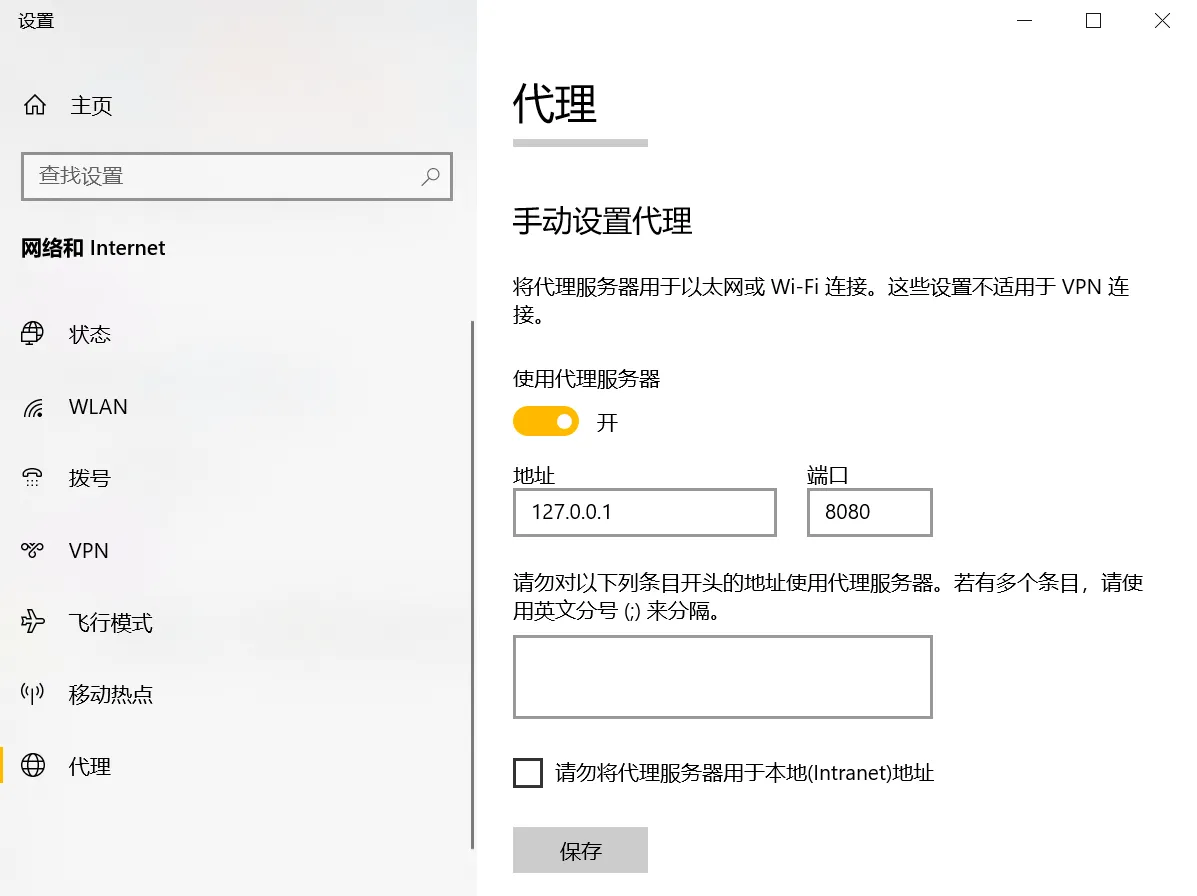 设置
主页
查找设置
网络和 Internet
状态
WLAN
拨号
VPN
飞行模式
移动热点
代理
代理
手动设置代理
将代理服务器用于以太网或 Wi-Fi 连接。这些设置不适用于 VPN 连
接。
使用代理服务器
开
地址
端口
127.0.0.1
8080
请勿对以下列条目开头的地址使用代理服务器。若有多个条目，请使
用英文分号 (;) 来分隔。
请勿将代理服务器用于本地(Intranet)地址
保存